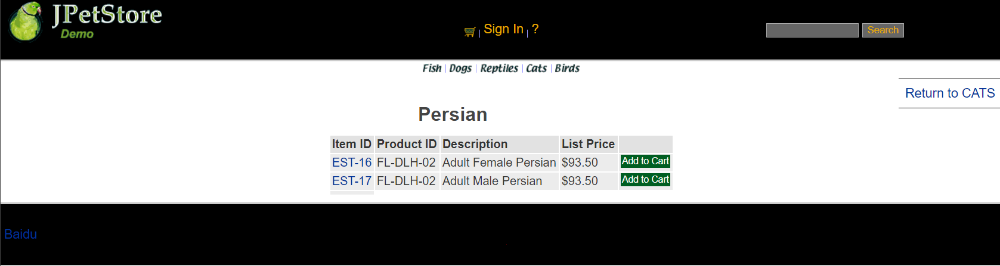 JPetStore
Demo
Sign In ?
Search
Fish Dogs Reptiles Cats Birds
Return to CATS
Persian
Item ID Product ID Description List Price
EST-16 FL-DLH-02 Adult Female Persian $93.50 Add to Cart
EST-17 FL-DLH-02 Adult Male Persian $93.50 Add to Cart
Baidu